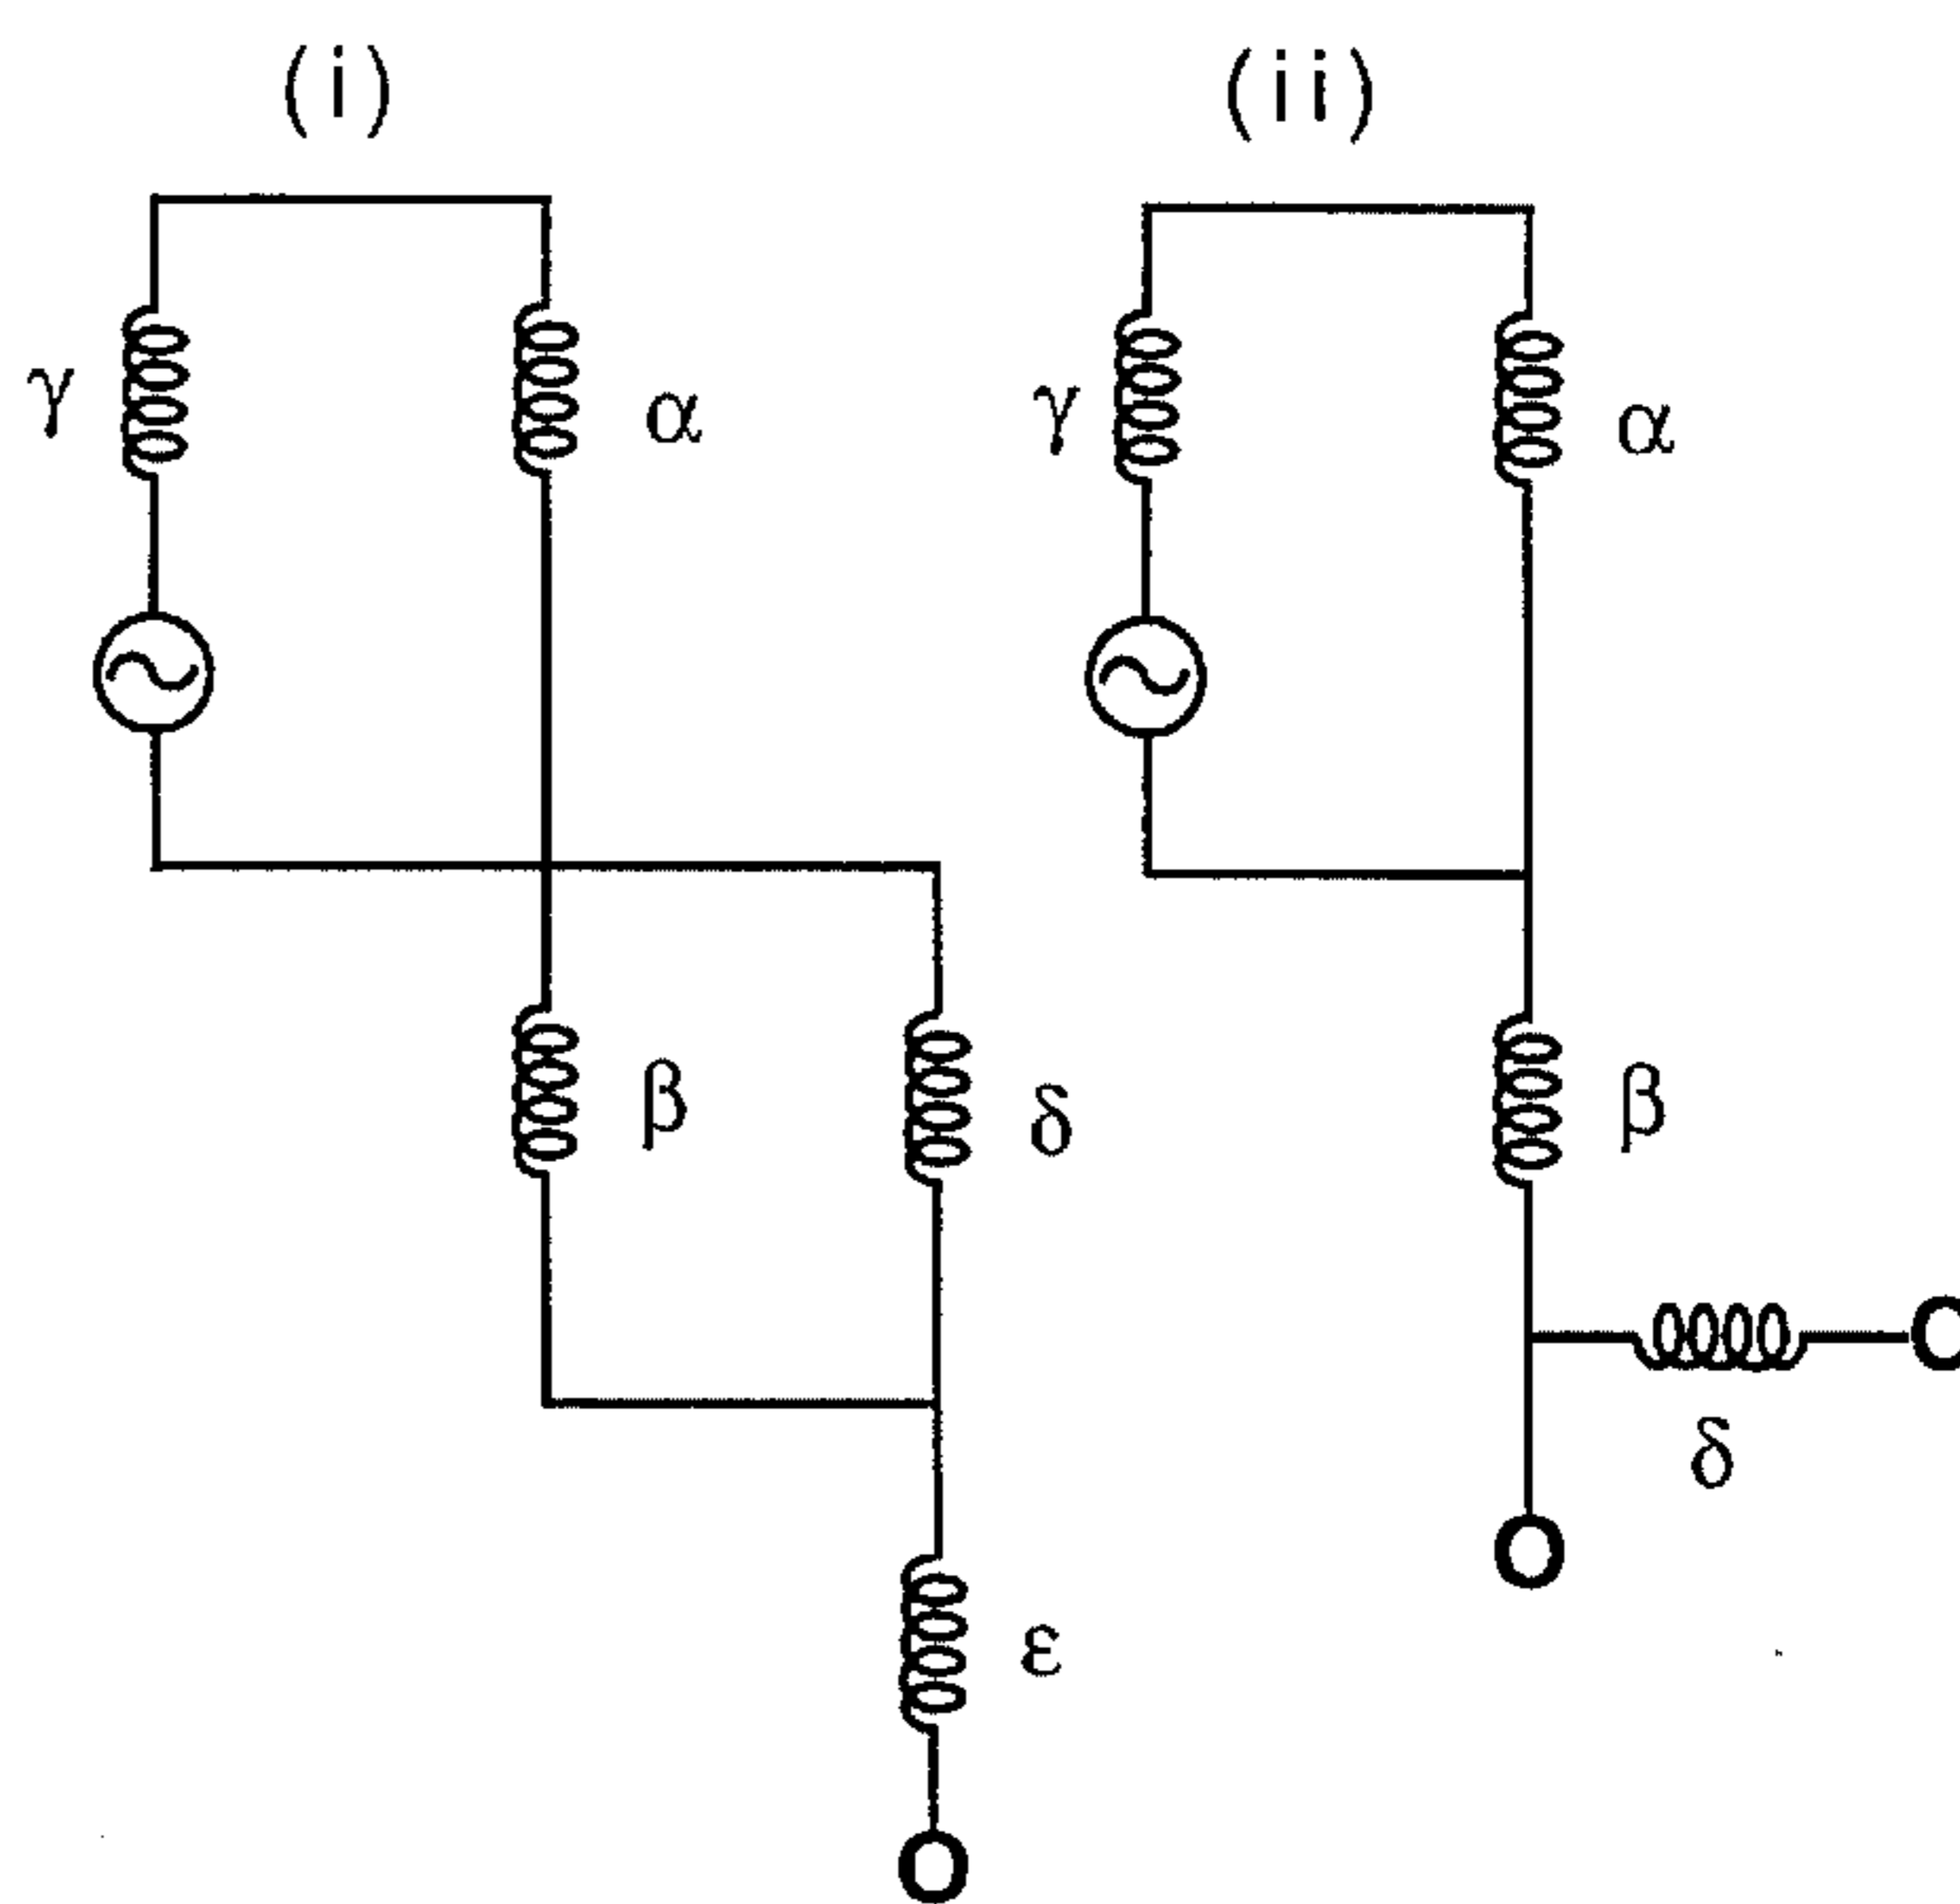 (i) (ii)
γ α γ α
β δ β
δ
ε